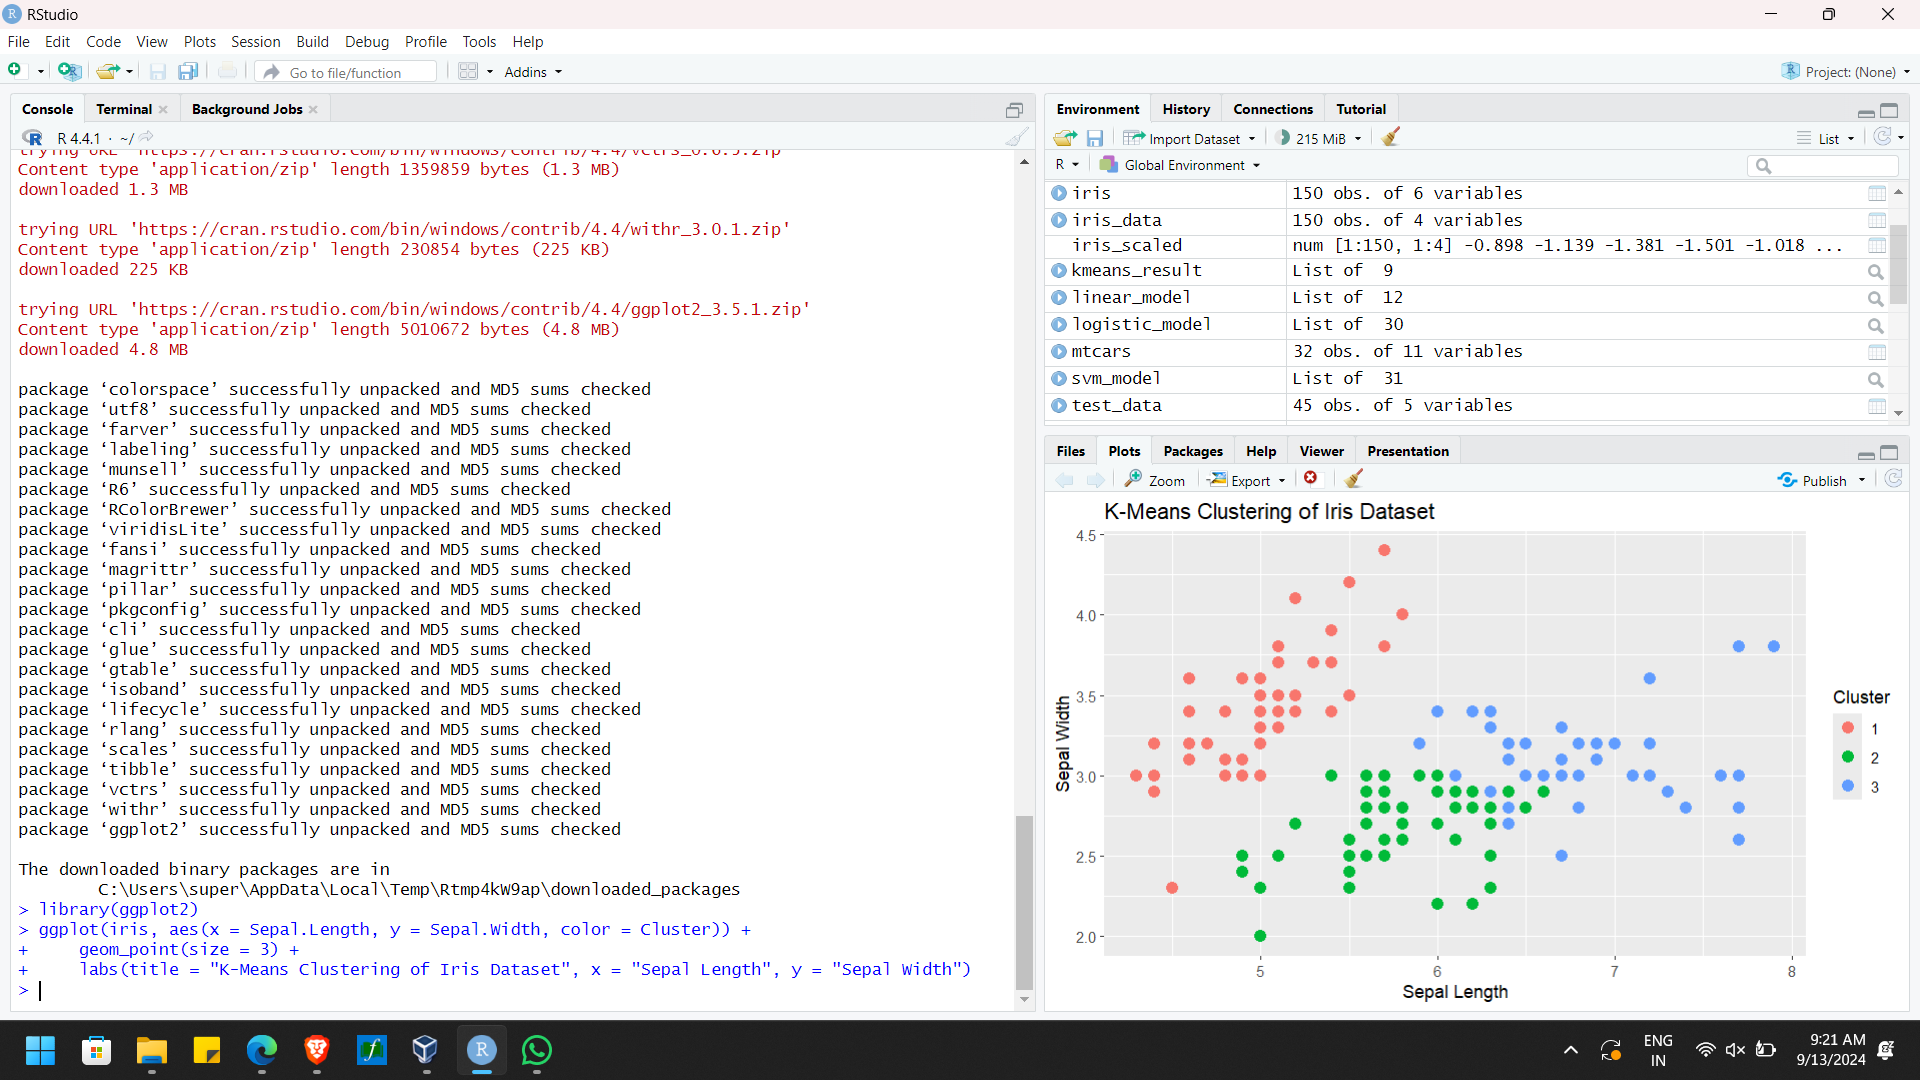 RStudio
File Edit Code View Plots Session Build Debug Profile Tools Help
Go to file/function Addins Project: (None)
Console Terminal Background Jobs
R 4.4.1 · ~/
trying URL 'https://cran.rstudio.com/bin/windows/contrib/4.4/vctrs_0.6.5.zip'
Content type 'application/zip' length 1359859 bytes (1.3 MB)
downloaded 1.3 MB
trying URL 'https://cran.rstudio.com/bin/windows/contrib/4.4/withr_3.0.1.zip'
Content type 'application/zip' length 230854 bytes (225 KB)
downloaded 225 KB
trying URL 'https://cran.rstudio.com/bin/windows/contrib/4.4/ggplot2_3.5.1.zip'
Content type 'application/zip' length 5010672 bytes (4.8 MB)
downloaded 4.8 MB
package ‘colorspace’ successfully unpacked and MD5 sums checked
package ‘utf8’ successfully unpacked and MD5 sums checked
package ‘farver’ successfully unpacked and MD5 sums checked
package ‘labeling’ successfully unpacked and MD5 sums checked
package ‘munsell’ successfully unpacked and MD5 sums checked
package ‘R6’ successfully unpacked and MD5 sums checked
package ‘RColorBrewer’ successfully unpacked and MD5 sums checked
package ‘viridisLite’ successfully unpacked and MD5 sums checked
package ‘fansi’ successfully unpacked and MD5 sums checked
package ‘magrittr’ successfully unpacked and MD5 sums checked
package ‘pillar’ successfully unpacked and MD5 sums checked
package ‘pkgconfig’ successfully unpacked and MD5 sums checked
package ‘cli’ successfully unpacked and MD5 sums checked
package ‘glue’ successfully unpacked and MD5 sums checked
package ‘gtable’ successfully unpacked and MD5 sums checked
package ‘isoband’ successfully unpacked and MD5 sums checked
package ‘lifecycle’ successfully unpacked and MD5 sums checked
package ‘rlang’ successfully unpacked and MD5 sums checked
package ‘scales’ successfully unpacked and MD5 sums checked
package ‘tibble’ successfully unpacked and MD5 sums checked
package ‘vctrs’ successfully unpacked and MD5 sums checked
package ‘withr’ successfully unpacked and MD5 sums checked
package ‘ggplot2’ successfully unpacked and MD5 sums checked
The downloaded binary packages are in
C:\Users\super\AppData\Local\Temp\Rtmp4kW9ap\downloaded_packages
> library(ggplot2)
> ggplot(iris, aes(x = Sepal.Length, y = Sepal.Width, color = Cluster)) +
+ geom_point(size = 3) +
+ labs(title = "K-Means Clustering of Iris Dataset", x = "Sepal Length", y = "Sepal Width")
>
Environment History Connections Tutorial
Import Dataset 215 MiB List
R Global Environment
iris 150 obs. of 6 variables
iris_data 150 obs. of 4 variables
iris_scaled num [1:150, 1:4] -0.898 -1.139 -1.381 -1.501 -1.018 ...
kmeans_result List of 9
linear_model List of 12
logistic_model List of 30
mtcars 32 obs. of 11 variables
svm_model List of 31
test_data 45 obs. of 5 variables
Files Plots Packages Help Viewer Presentation
Zoom Export Publish
K-Means Clustering of Iris Dataset
4.5
4.0
3.5
3.0
2.5
2.0
Sepal Width
5 6 7 8
Sepal Length
Cluster
1
2
3
ENG
IN
9:21 AM
9/13/2024